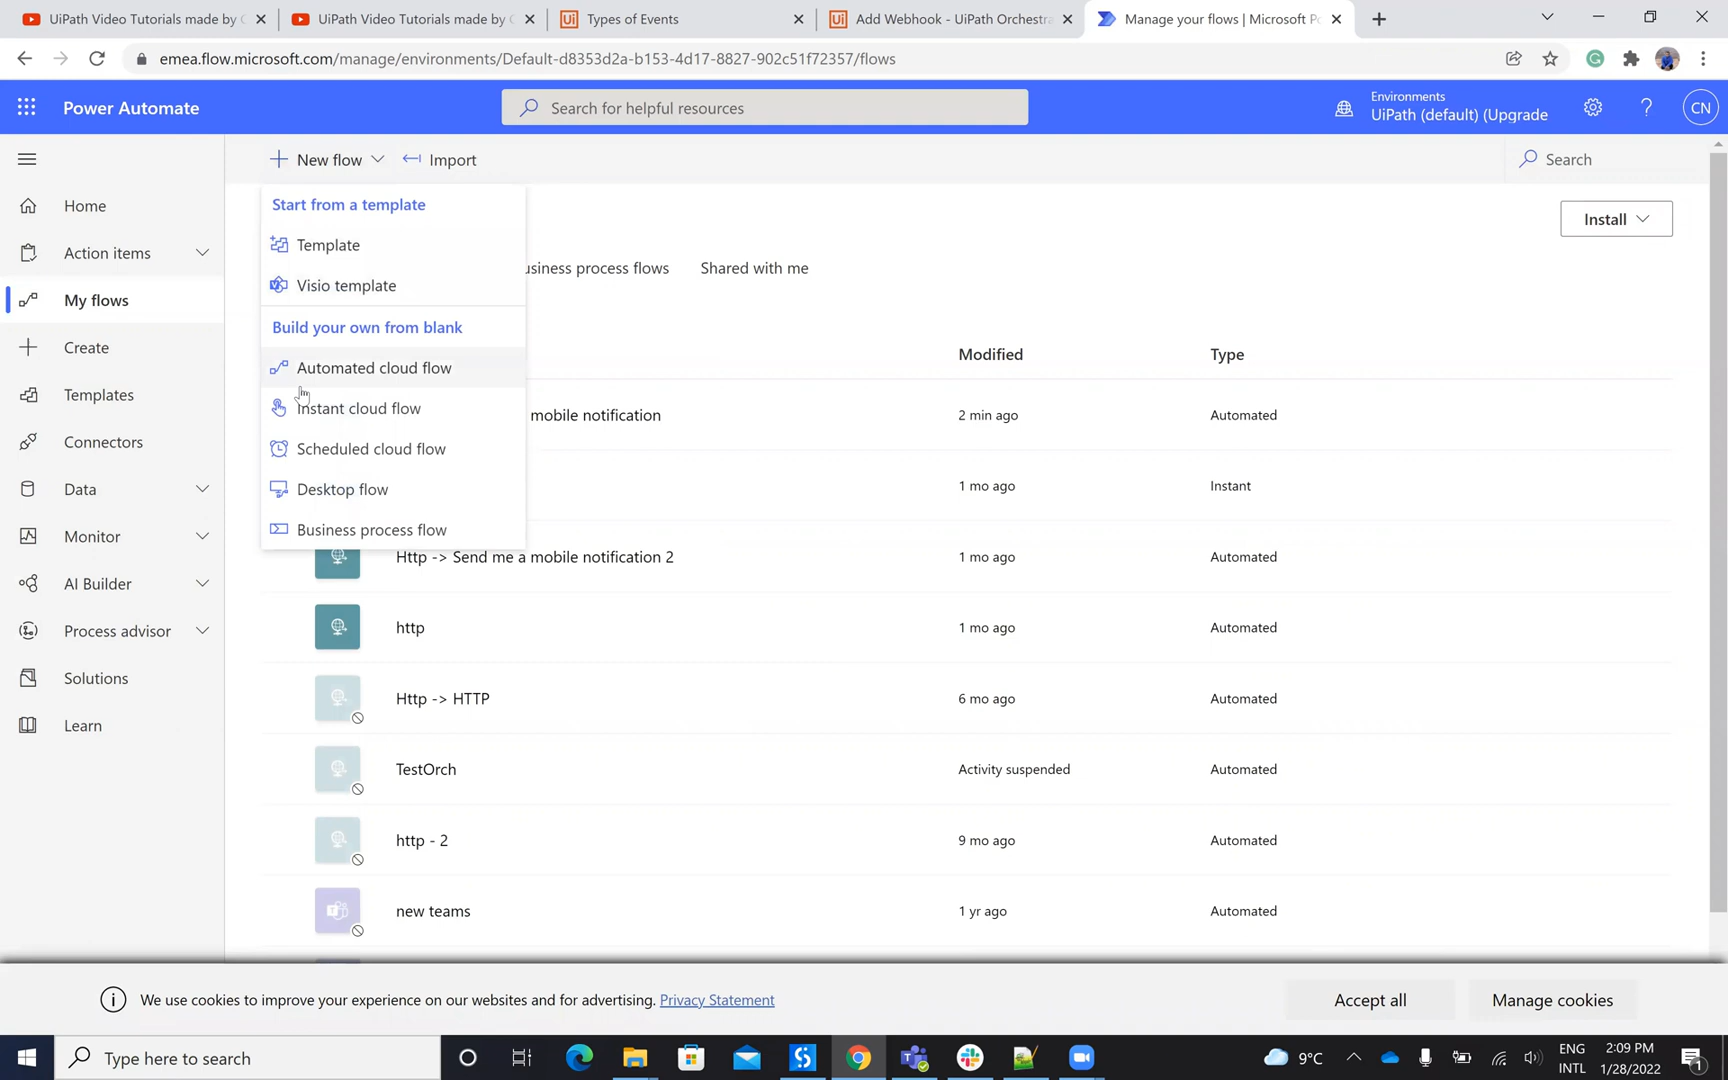 UiPath Video Tutorials made by
UiPath Video Tutorials made by
Types of Events
Add Webhook - UiPath Orchestra
Manage your flows | Microsoft P
emea.flow.microsoft.com/manage/environments/Default-d8353d2a-b153-4d17-8827-902c51f72357/flows
Power Automate
Search for helpful resources
Environments
UiPath (default) (Upgrade
CN
New flow
Import
Search
Start from a template
Template
Visio template
Build your own from blank
Automated cloud flow
Instant cloud flow
Scheduled cloud flow
Desktop flow
Business process flow
Home
Action items
My flows
Create
Templates
Connectors
Data
Monitor
AI Builder
Process advisor
Solutions
Learn
Install
usiness process flows
Shared with me
Modified
Type
mobile notification
2 min ago
Automated
1 mo ago
Instant
Http -> Send me a mobile notification 2
1 mo ago
Automated
http
1 mo ago
Automated
Http -> HTTP
6 mo ago
Automated
TestOrch
Activity suspended
Automated
http - 2
9 mo ago
Automated
new teams
1 yr ago
Automated
We use cookies to improve your experience on our websites and for advertising. Privacy Statement
Accept all
Manage cookies
Type here to search
9°C
ENG
INTL
2:09 PM
1/28/2022
1